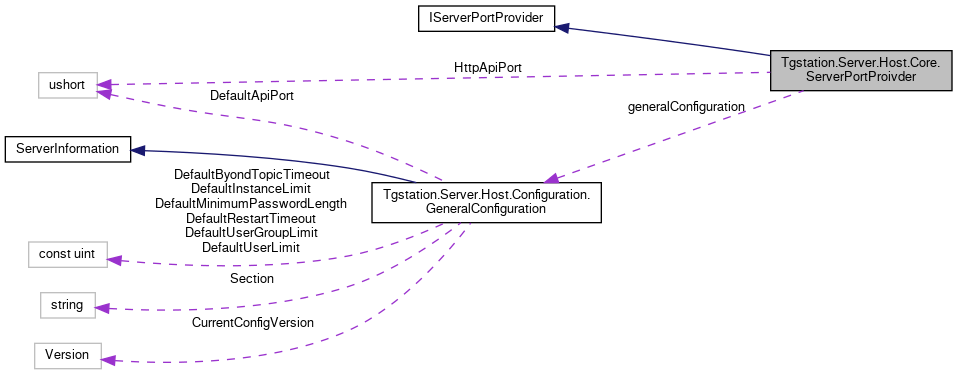 IServerPortProvider
Tgstation.Server.Host.Core.
ServerPortProivder
HttpApiPort
ushort
DefaultApiPort
generalConfiguration
ServerInformation
DefaultByondTopicTimeout
DefaultInstanceLimit
DefaultMinimumPasswordLength
DefaultRestartTimeout
DefaultUserGroupLimit
DefaultUserLimit
Tgstation.Server.Host.Configuration.
GeneralConfiguration
const uint
Section
string
CurrentConfigVersion
Version